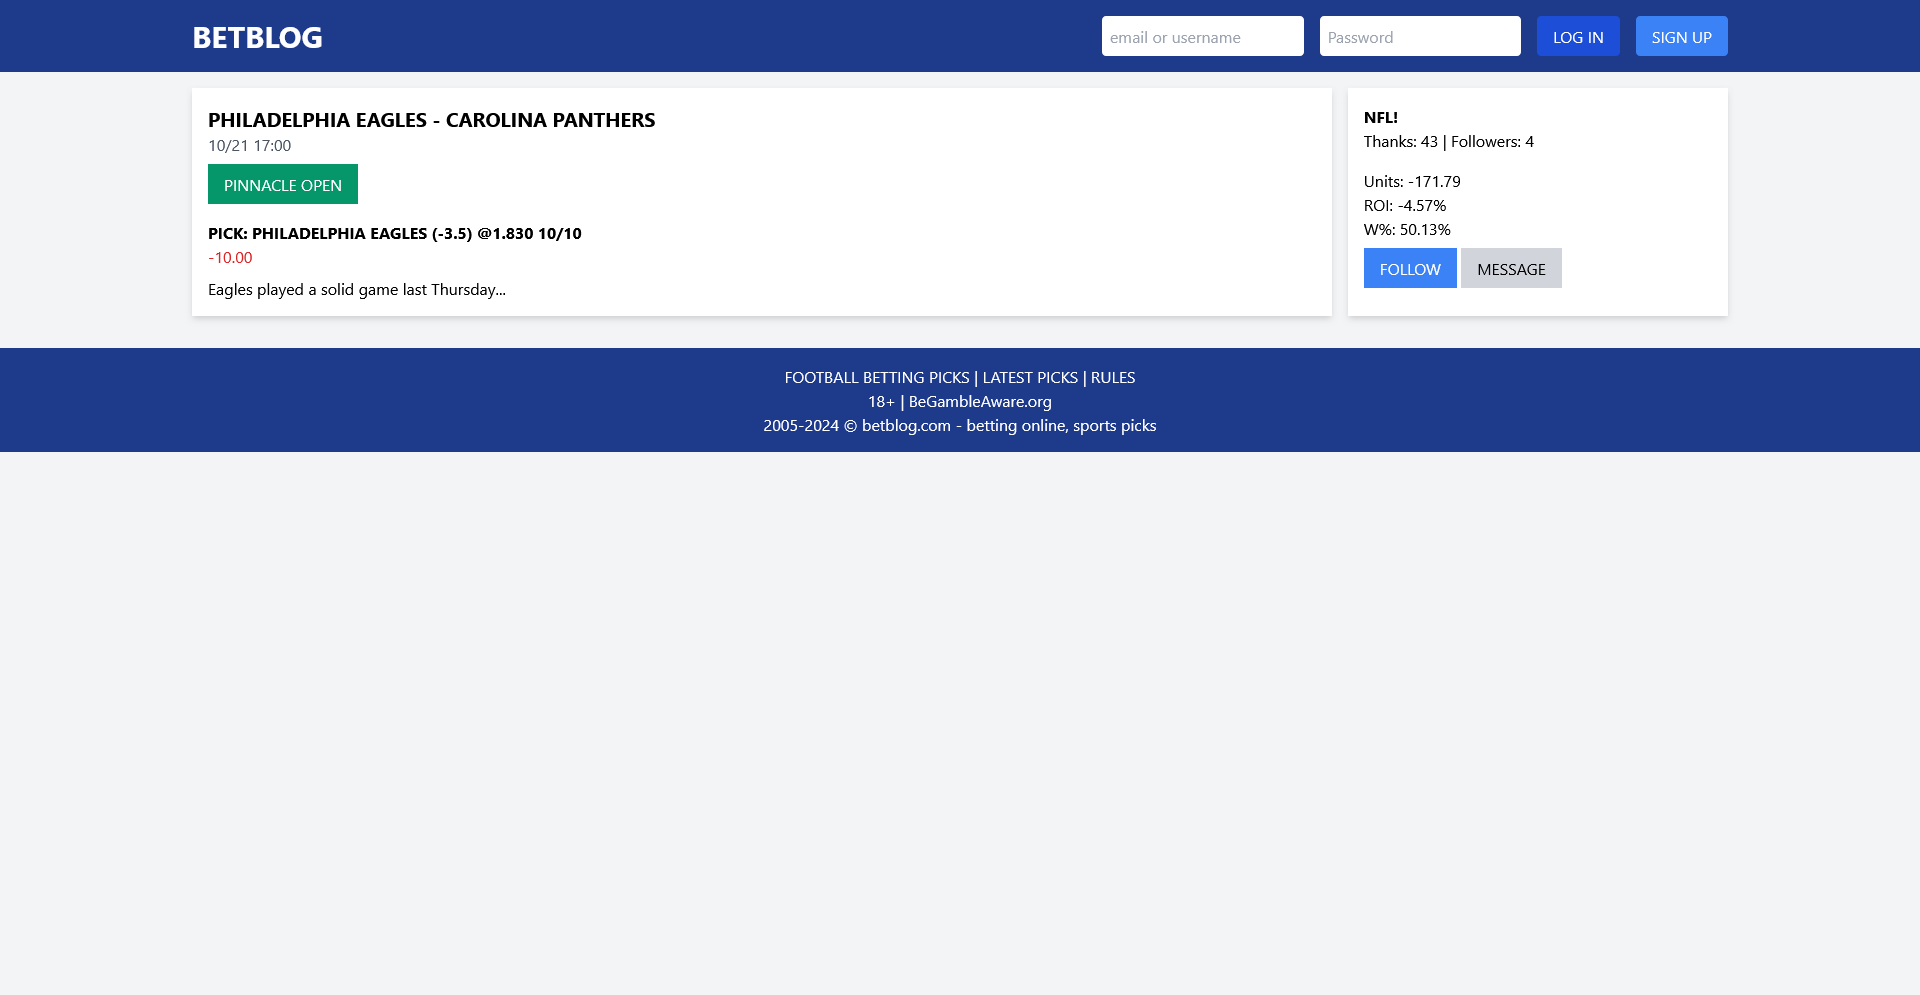 BETBLOG
email or username
Password
LOG IN
SIGN UP
PHILADELPHIA EAGLES - CAROLINA PANTHERS
10/21 17:00
PINNACLE OPEN
PICK: PHILADELPHIA EAGLES (-3.5) @1.830 10/10
-10.00
Eagles played a solid game last Thursday...
NFL!
Thanks: 43 | Followers: 4
Units: -171.79
ROI: -4.57%
W%: 50.13%
FOLLOW
MESSAGE
FOOTBALL BETTING PICKS | LATEST PICKS | RULES
18+ | BeGambleAware.org
2005-2024 © betblog.com - betting online, sports picks